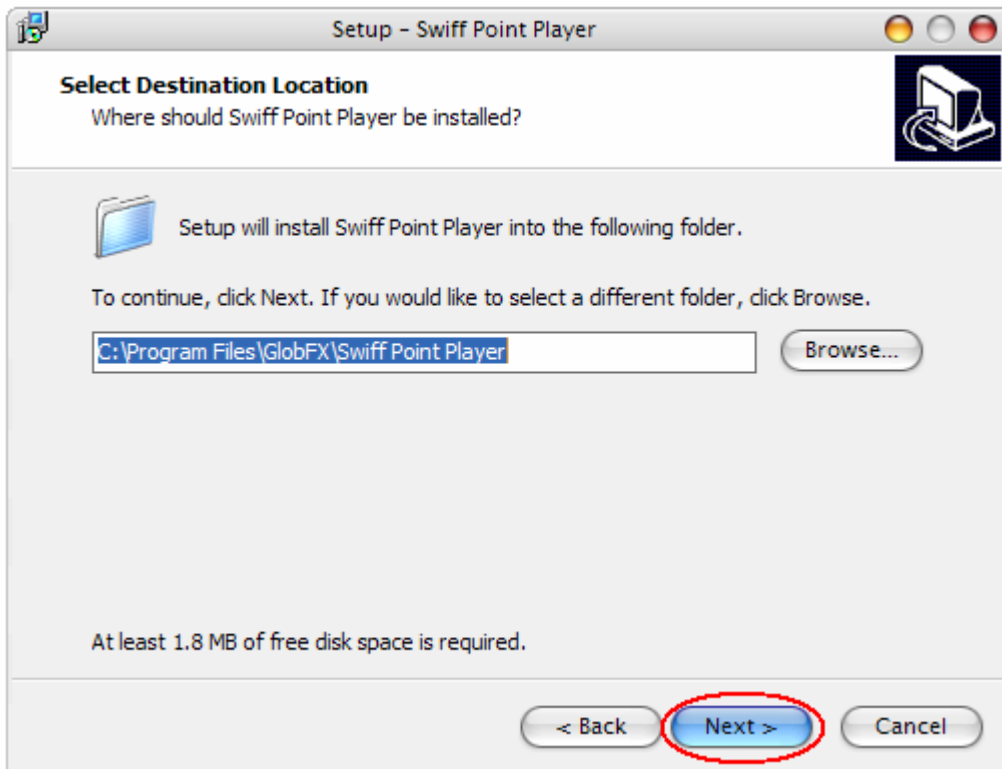 Setup - Swiff Point Player
Select Destination Location
Where should Swiff Point Player be installed?
Setup will install Swiff Point Player into the following folder.
To continue, click Next. If you would like to select a different folder, click Browse.
C:\Program Files\GlobFX\Swiff Point Player
Browse...
At least 1.8 MB of free disk space is required.
< Back
Next >
Cancel